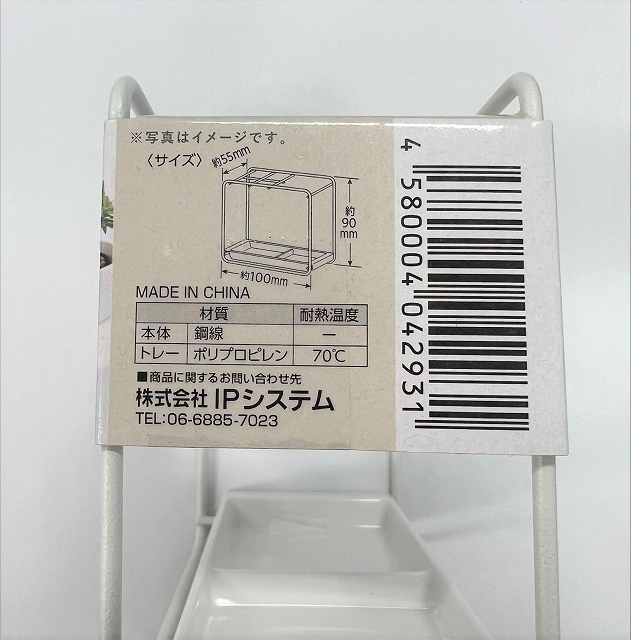 ※写真はイメージです。
〈サイズ〉
約55mm
約90mm
約100mm
MADE IN CHINA
材質 耐熱温度
本体 鋼線 ―
トレー ポリプロピレン 70℃
■商品に関するお問い合わせ先
株式会社 IPシステム
TEL:06-6885-7023
4 580004 042931